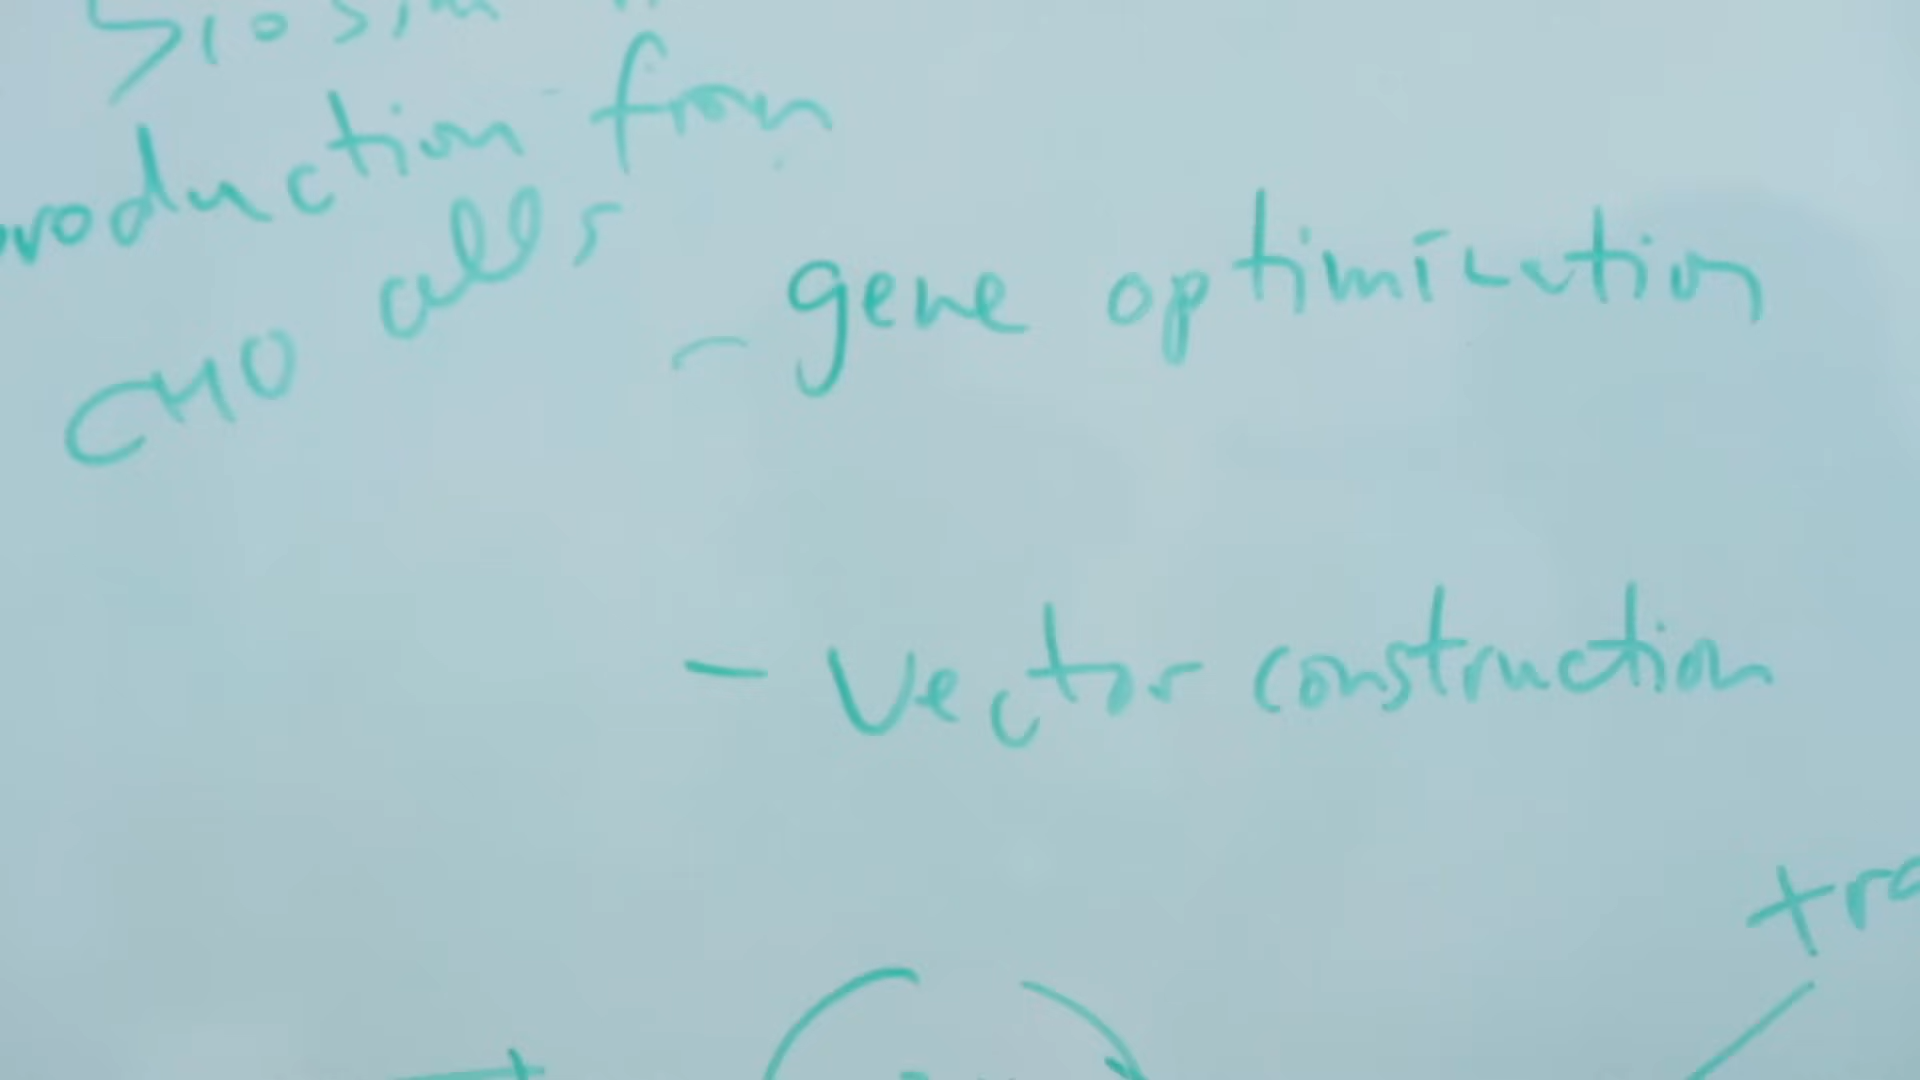 production from
CHO cells
- gene optimization
- Vector construction